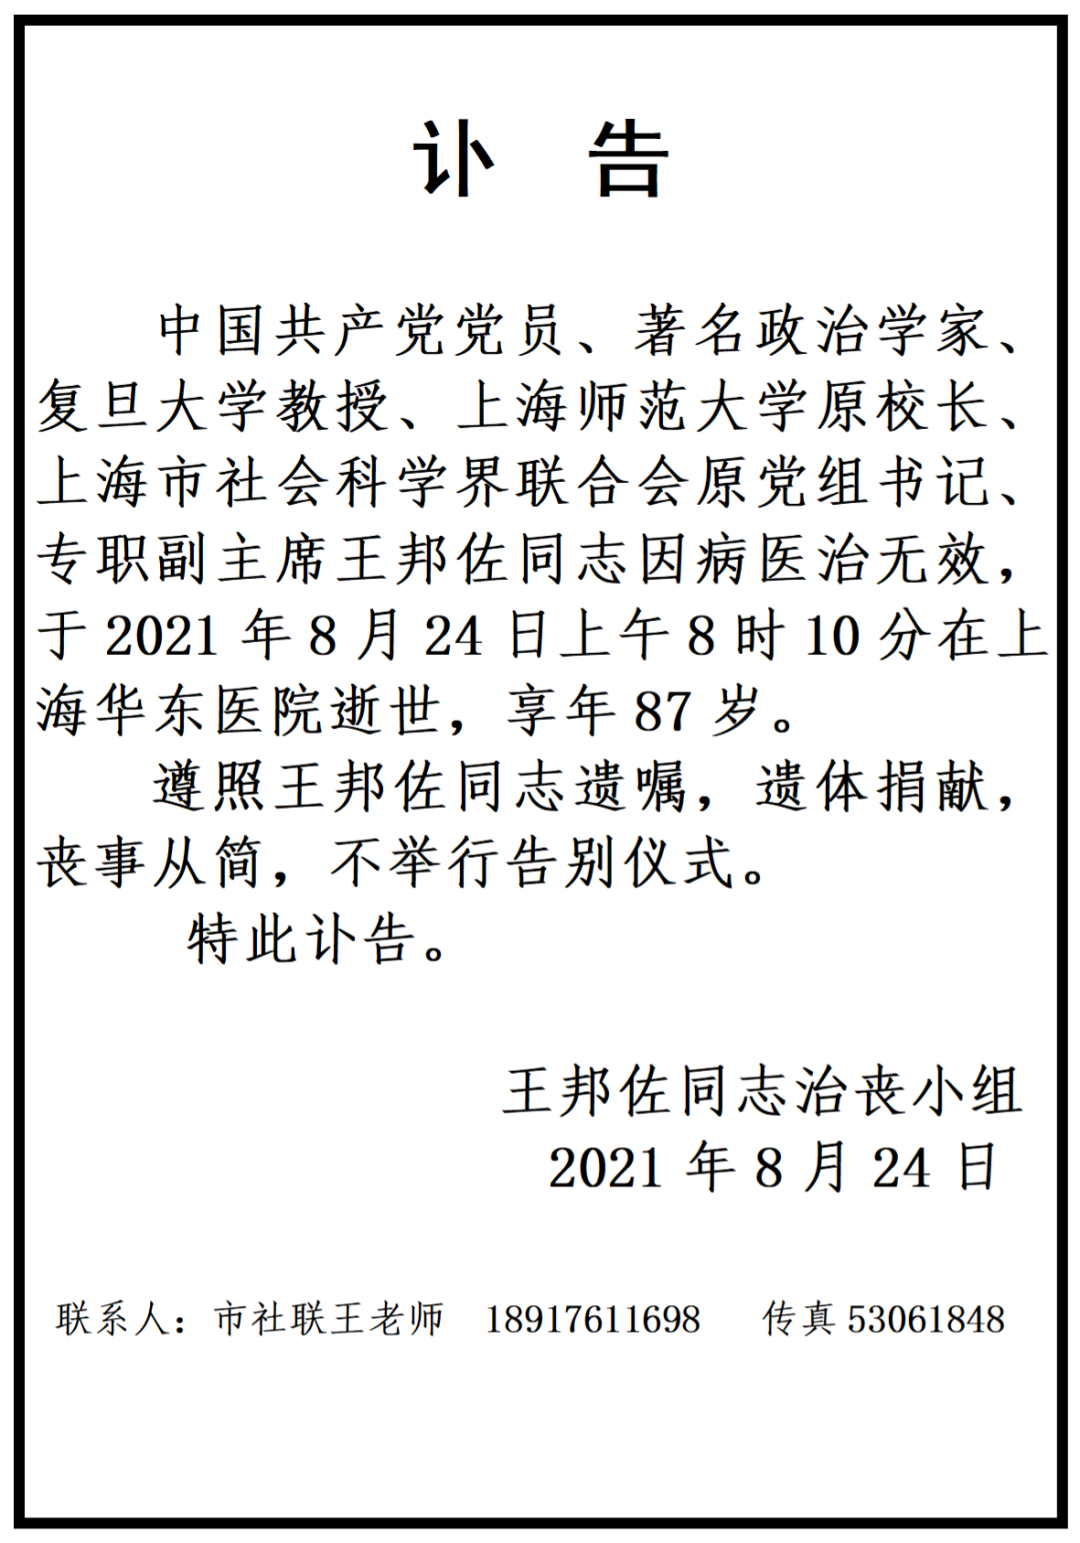 讣 告
中国共产党党员、著名政治学家、
复旦大学教授、上海师范大学原校长、
上海市社会科学界联合会原党组书记、
专职副主席王邦佐同志因病医治无效，
于 2021 年 8 月 24 日上午 8 时 10 分在上
海华东医院逝世，享年 87 岁。
遵照王邦佐同志遗嘱，遗体捐献，
丧事从简，不举行告别仪式。
特此讣告。
王邦佐同志治丧小组
2021 年 8 月 24 日
联系人：市社联王老师 18917611698 传真 53061848